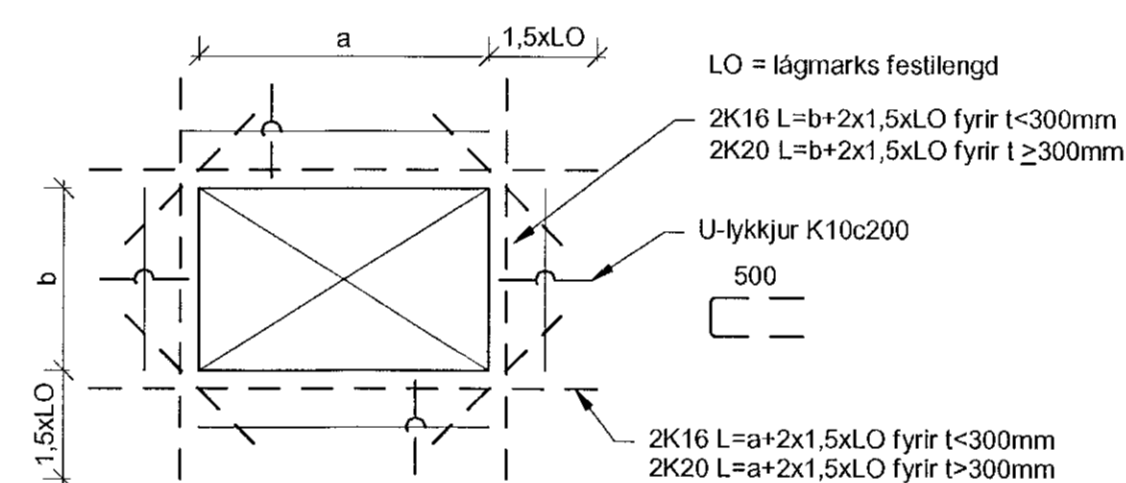 a
1,5xLO
LO = lágmarks festilengd
2K16 L=b+2x1,5xLO fyrir t<300mm
2K20 L=b+2x1,5xLO fyrir t ≥300mm
U-lykkjur K10c200
500
b
1,5xLO
2K16 L=a+2x1,5xLO fyrir t<300mm
2K20 L=a+2x1,5xLO fyrir t>300mm